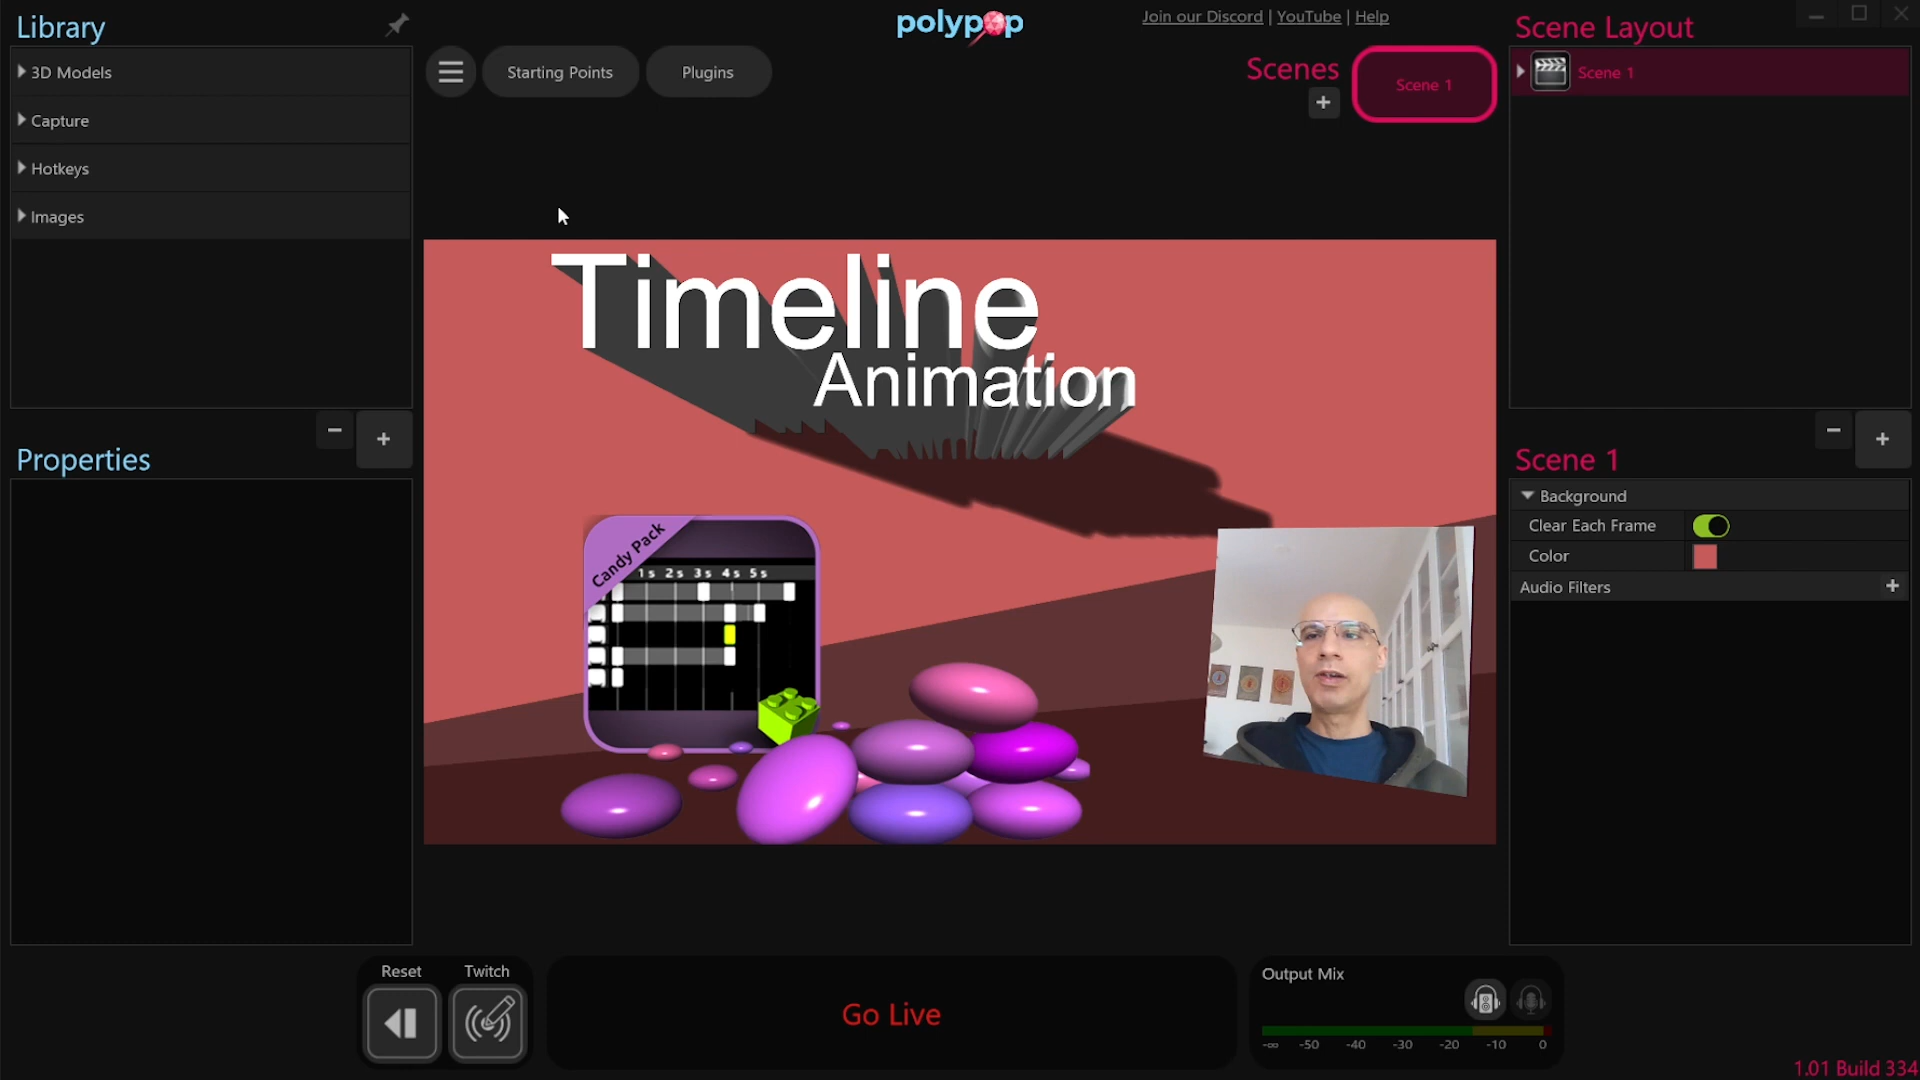 Library
3D Models
Capture
Hotkeys
Images
Properties
Starting Points
Plugins
polypop
Join our Discord | YouTube | Help
Scenes
Scene 1
Timeline
Animation
Candy Pack
1s 2s 3s 4s 5s
Scene Layout
Scene 1
Scene 1
Background
Clear Each Frame
Color
Audio Filters
Reset
Twitch
Go Live
Output Mix
-∞ -50 -40 -30 -20 -10 0
1.01 Build 334